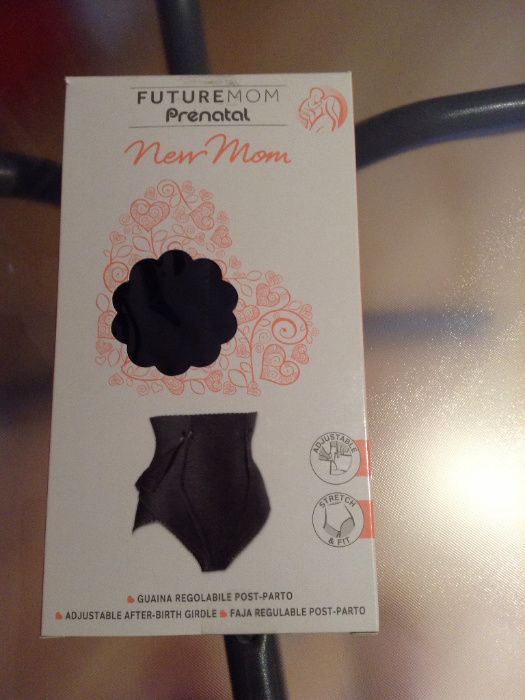 FUTUREMOM
Prenatal
New Mom
ADJUSTABLE
STRETCH
& FIT
GUAINA REGOLABILE POST-PARTO
ADJUSTABLE AFTER-BIRTH GIRDLE FAJA REGULABLE POST-PARTO